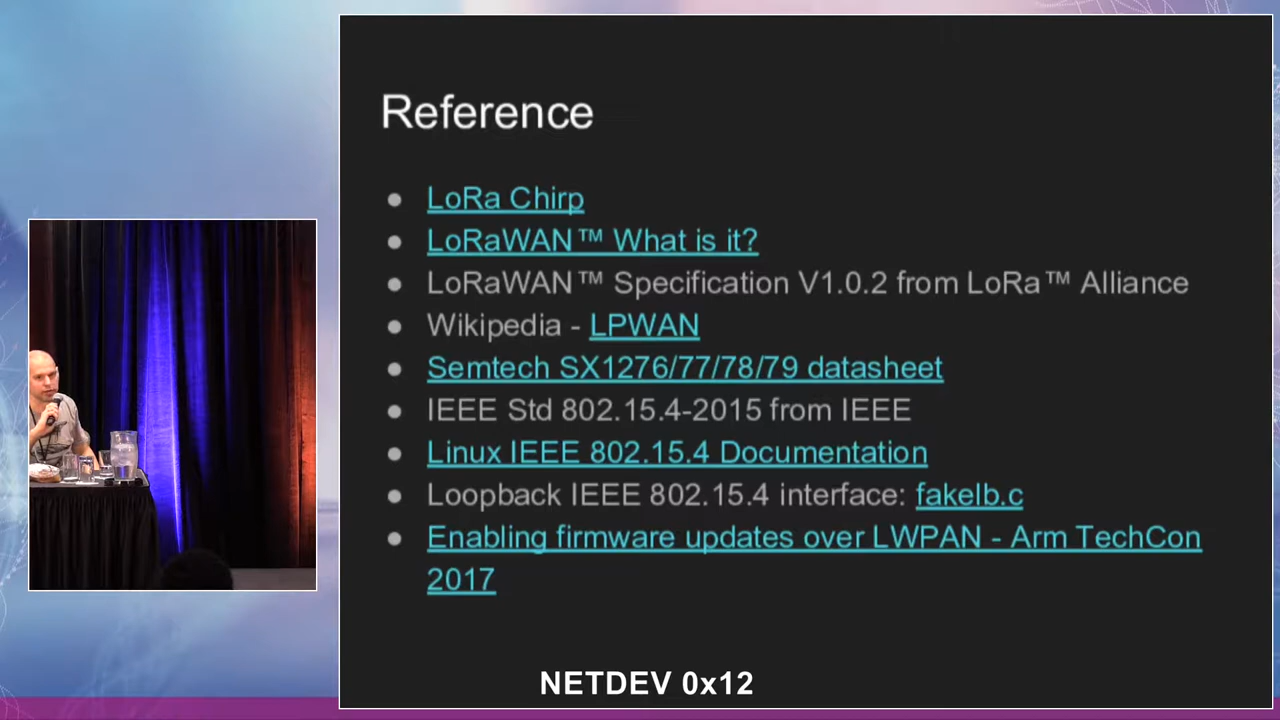 Reference
● LoRa Chirp
● LoRaWAN™ What is it?
● LoRaWAN™ Specification V1.0.2 from LoRa™ Alliance
● Wikipedia - LPWAN
● Semtech SX1276/77/78/79 datasheet
● IEEE Std 802.15.4-2015 from IEEE
● Linux IEEE 802.15.4 Documentation
● Loopback IEEE 802.15.4 interface: fakelb.c
● Enabling firmware updates over LWPAN - Arm TechCon
2017
NETDEV 0x12